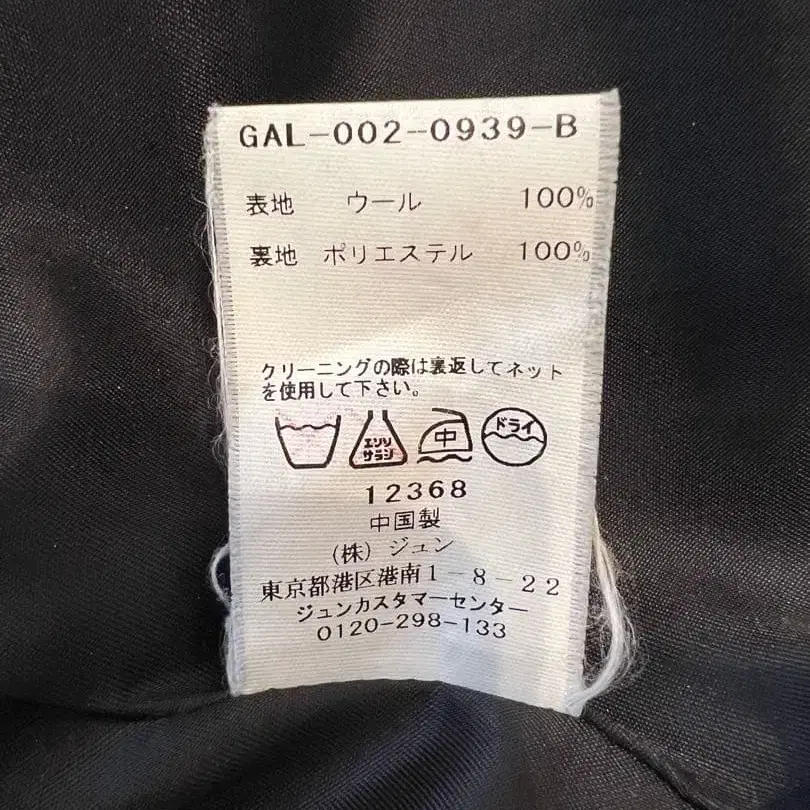 GAL-002-0939-B
表地 ウール 100%
裏地 ポリエステル 100%
クリーニングの際は裏返してネット
を使用して下さい。
エンソ
サラシ
中
ドライ
12368
中国製
(株) ジュン
東京都港区港南1-8-22
ジュンカスタマーセンター
0120-298-133